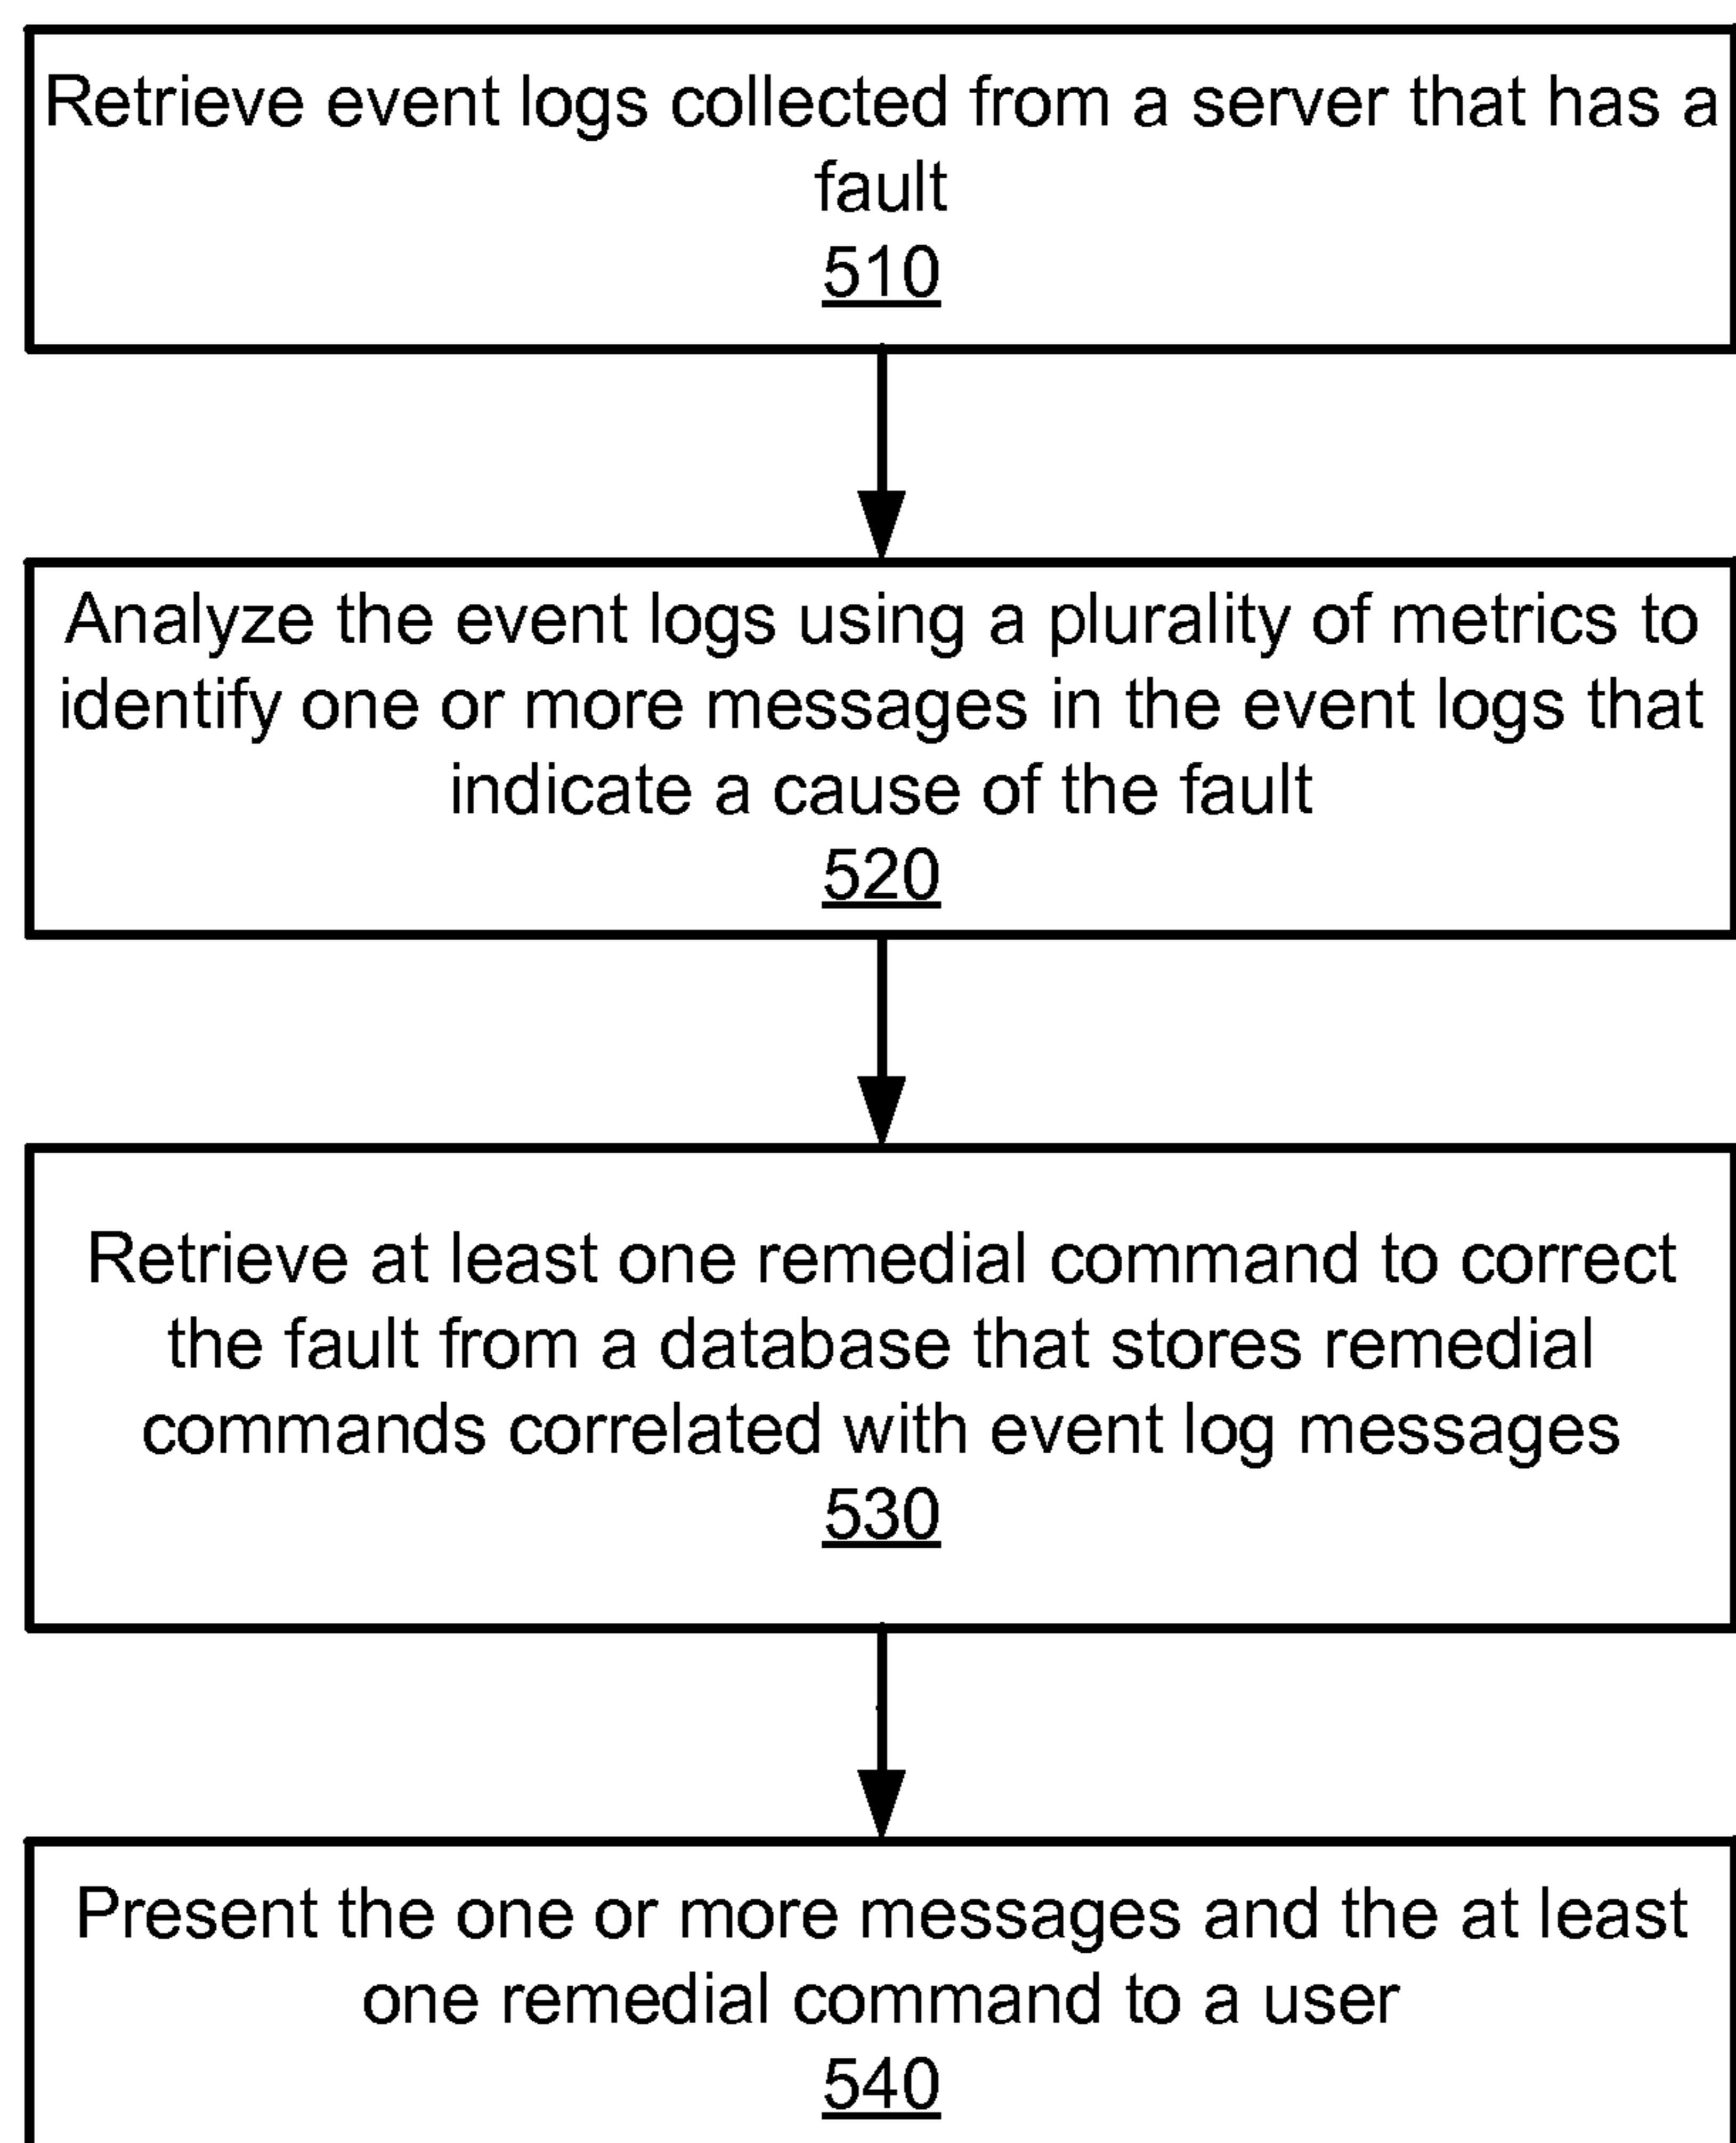 Retrieve event logs collected from a server that has a
fault
510
Analyze the event logs using a plurality of metrics to
identify one or more messages in the event logs that
indicate a cause of the fault
520
Retrieve at least one remedial command to correct
the fault from a database that stores remedial
commands correlated with event log messages
530
Present the one or more messages and the at least
one remedial command to a user
540